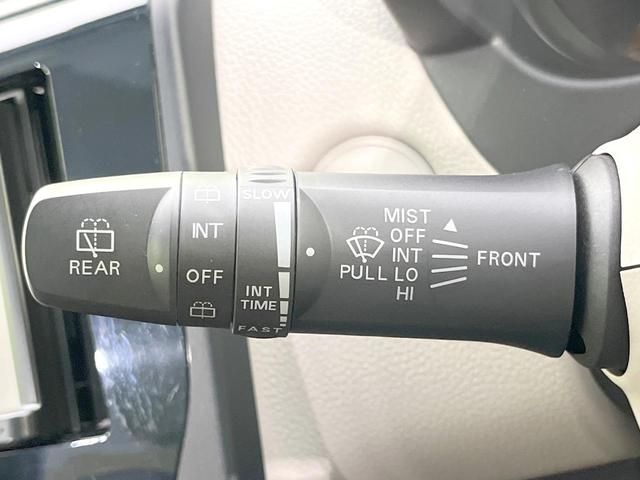 REAR
INT
OFF
SLOW
INT
TIME
FAST
MIST
OFF
INT
PULL LO
HI
FRONT